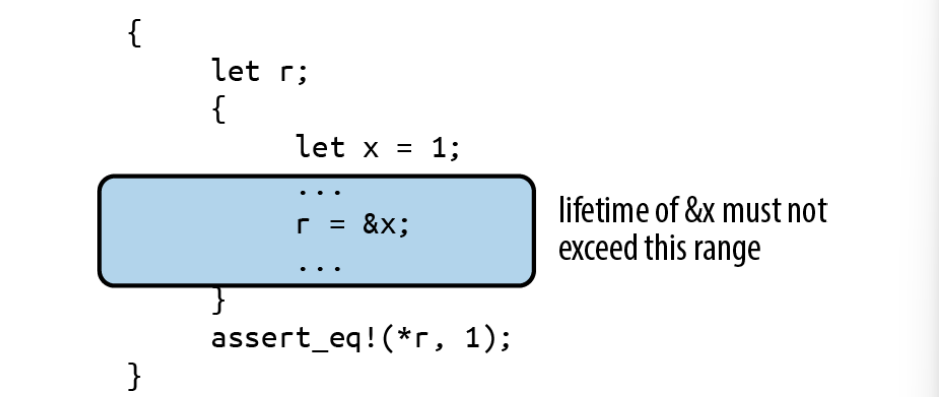 {
let r;
{
let x = 1;
...
r = &x;
...
}
assert_eq!(*r, 1);
}
lifetime of &x must not
exceed this range